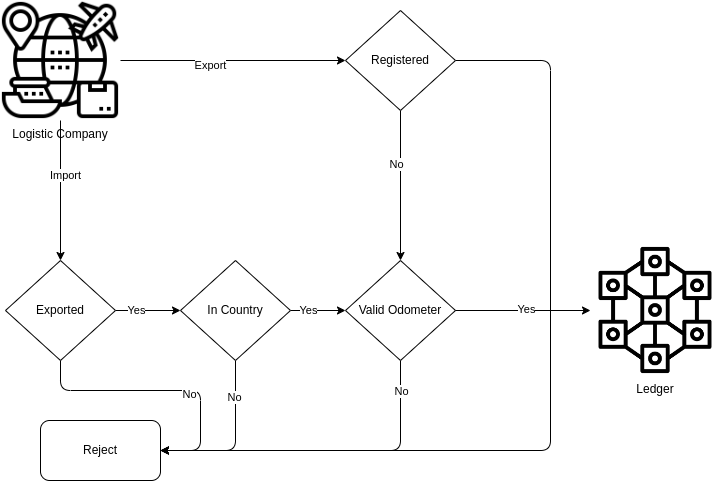 Export
Registered
Logistic Company
Import
No
Exported
Yes
In Country
Yes
Valid Odometer
Yes
Ledger
No
No
No
Reject